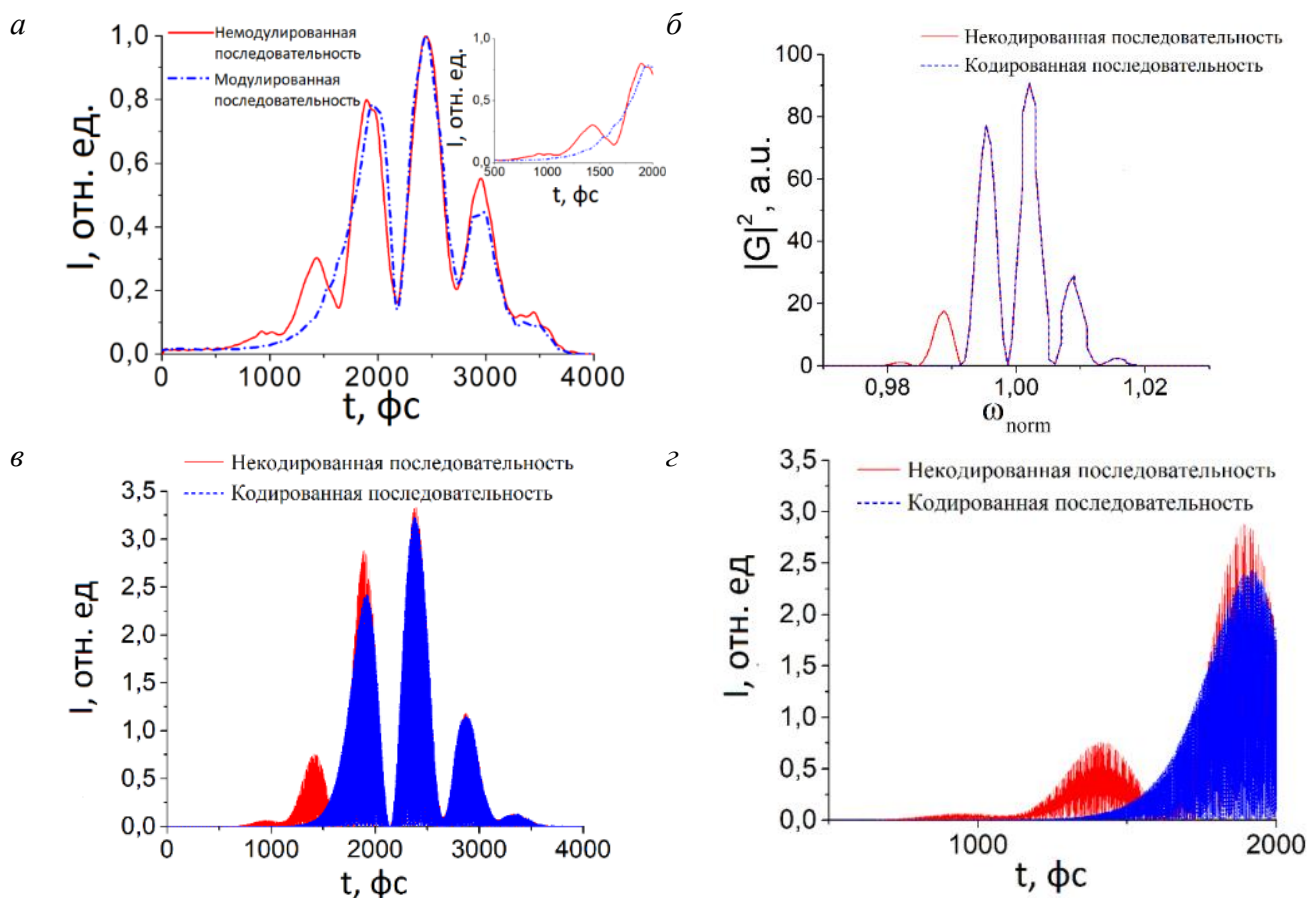 а
Немодулированная
последовательность
Модулированная
последовательность
I, отн. ед.
1,0
0,8
0,6
0,4
0,2
0,0
0 1000 2000 3000 4000
t, фс
I, отн. ед.
1,0
0,5
0,0
500 1000 1500 2000
t, фс
б
Некодированная последовательность
Кодированная последовательность
|G|², a.u.
100
80
60
40
20
0
0,98 1,00 1,02
ω norm
в
Некодированная последовательность
Кодированная последовательность
I, отн. ед
3,5
3,0
2,5
2,0
1,5
1,0
0,5
0,0
0 1000 2000 3000 4000
t, фс
г
Некодированная последовательность
Кодированная последовательность
I, отн. ед
3,5
3,0
2,5
2,0
1,5
1,0
0,5
0,0
1000 2000
t, фс